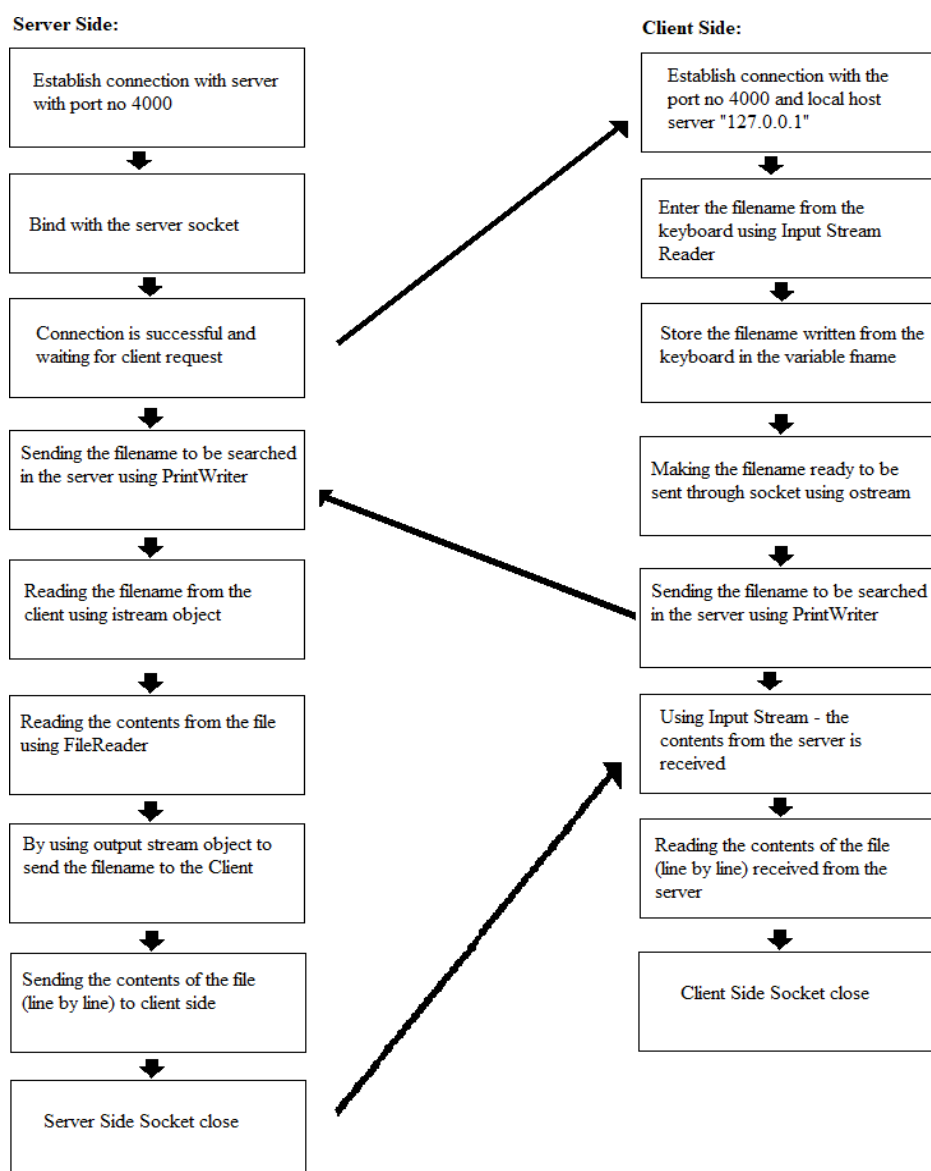 Server Side:
Establish connection with server
with port no 4000
Bind with the server socket
Connection is successful and
waiting for client request
Sending the filename to be searched
in the server using PrintWriter
Reading the filename from the
client using istream object
Reading the contents from the file
using FileReader
By using output stream object to
send the filename to the Client
Sending the contents of the file
(line by line) to client side
Server Side Socket close
Client Side:
Establish connection with the
port no 4000 and local host
server "127.0.0.1"
Enter the filename from the
keyboard using Input Stream
Reader
Store the filename written from the
keyboard in the variable fname
Making the filename ready to be
sent through socket using ostream
Sending the filename to be searched
in the server using PrintWriter
Using Input Stream - the
contents from the server is
received
Reading the contents of the file
(line by line) received from the
server
Client Side Socket close